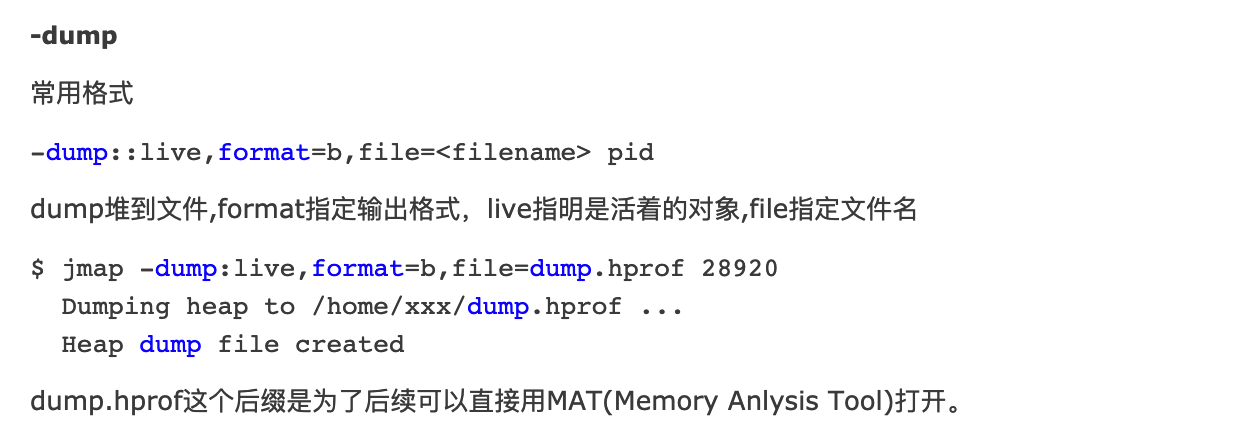 -dump
常用格式
-dump::live,format=b,file=<filename> pid
dump堆到文件,format指定输出格式，live指明是活着的对象,file指定文件名
$ jmap -dump:live,format=b,file=dump.hprof 28920
  Dumping heap to /home/xxx/dump.hprof ...
  Heap dump file created
dump.hprof这个后缀是为了后续可以直接用MAT(Memory Anlysis Tool)打开。